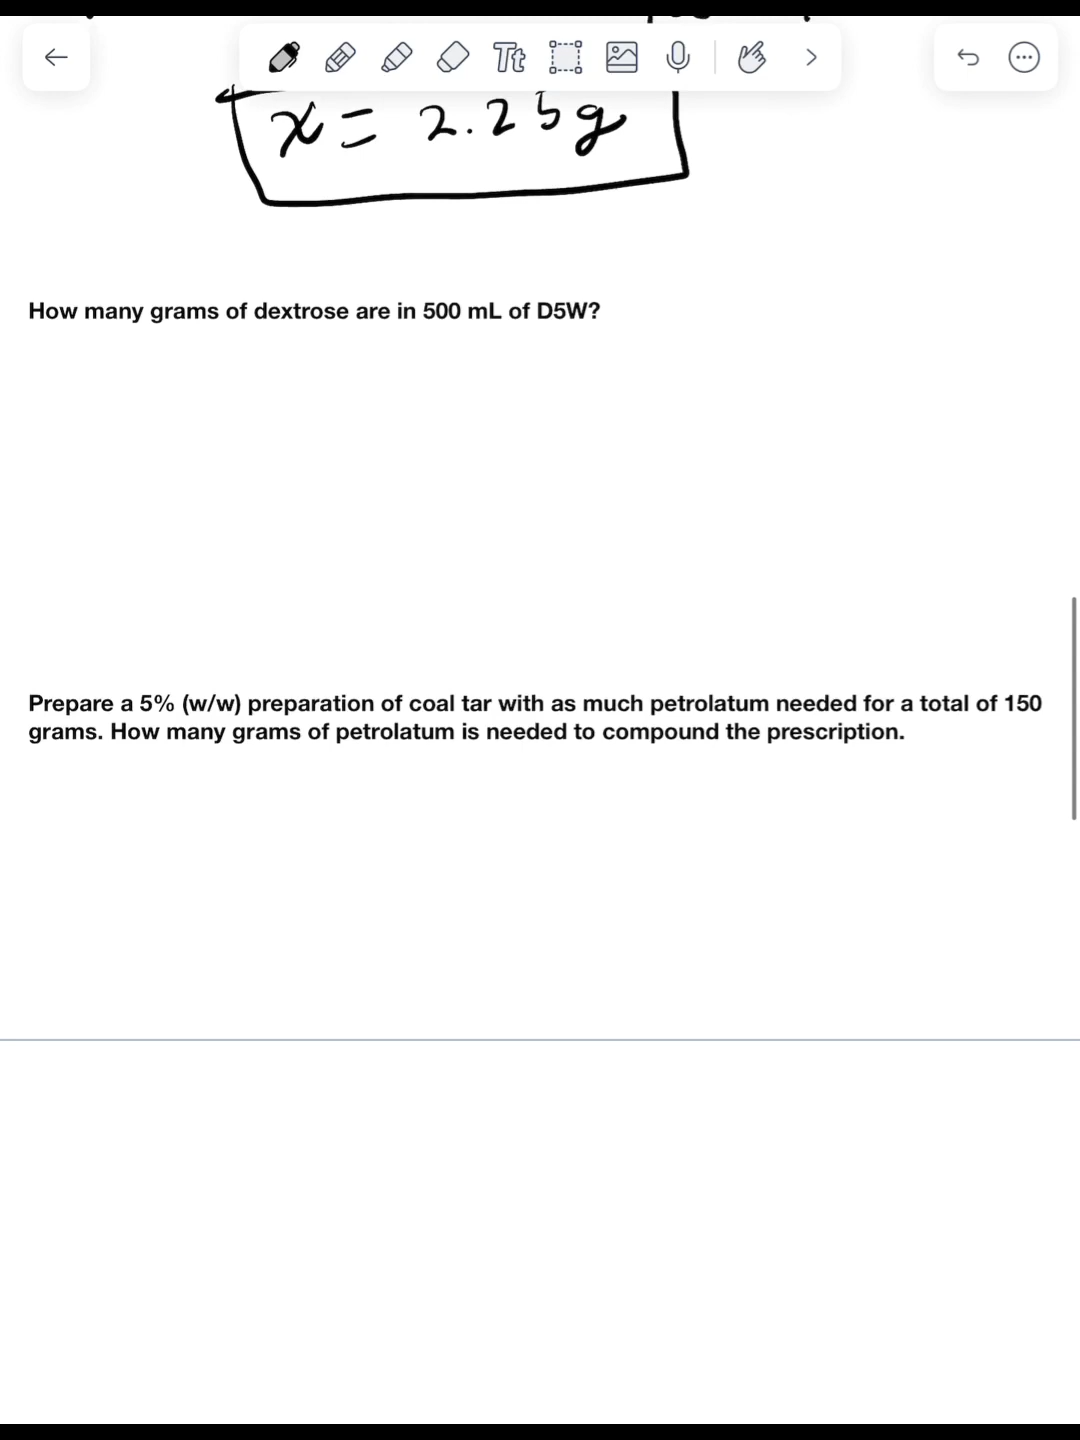 Tt
x = 2.25g
How many grams of dextrose are in 500 mL of D5W?
Prepare a 5% (w/w) preparation of coal tar with as much petrolatum needed for a total of 150
grams. How many grams of petrolatum is needed to compound the prescription.